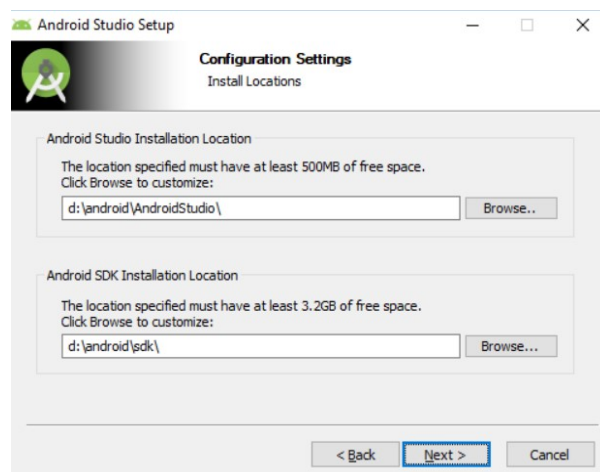 Android Studio Setup
Configuration Settings
Install Locations
Android Studio Installation Location
The location specified must have at least 500MB of free space.
Click Browse to customize:
d:\android\AndroidStudio\
Browse..
Android SDK Installation Location
The location specified must have at least 3.2GB of free space.
Click Browse to customize:
d:\android\sdk\
Browse...
< Back
Next >
Cancel